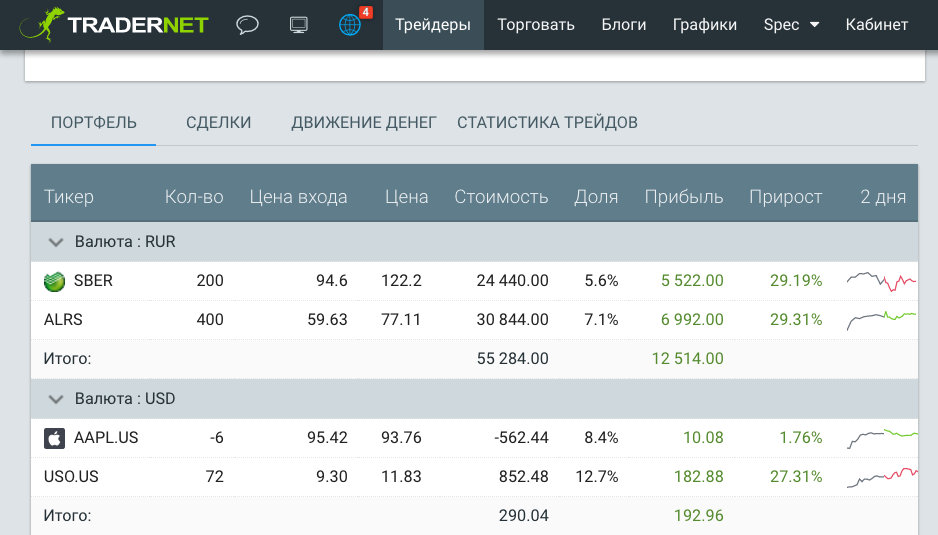 TRADERNET 4 Трейдеры Торговать Блоги Графики Spec Кабинет
ПОРТФЕЛЬ СДЕЛКИ ДВИЖЕНИЕ ДЕНЕГ СТАТИСТИКА ТРЕЙДОВ
Тикер Кол-во Цена входа Цена Стоимость Доля Прибыль Прирост 2 дня
Валюта : RUR
SBER 200 94.6 122.2 24 440.00 5.6% 5 522.00 29.19%
ALRS 400 59.63 77.11 30 844.00 7.1% 6 992.00 29.31%
Итого: 55 284.00 12 514.00
Валюта : USD
AAPL.US -6 95.42 93.76 -562.44 8.4% 10.08 1.76%
USO.US 72 9.30 11.83 852.48 12.7% 182.88 27.31%
Итого: 290.04 192.96